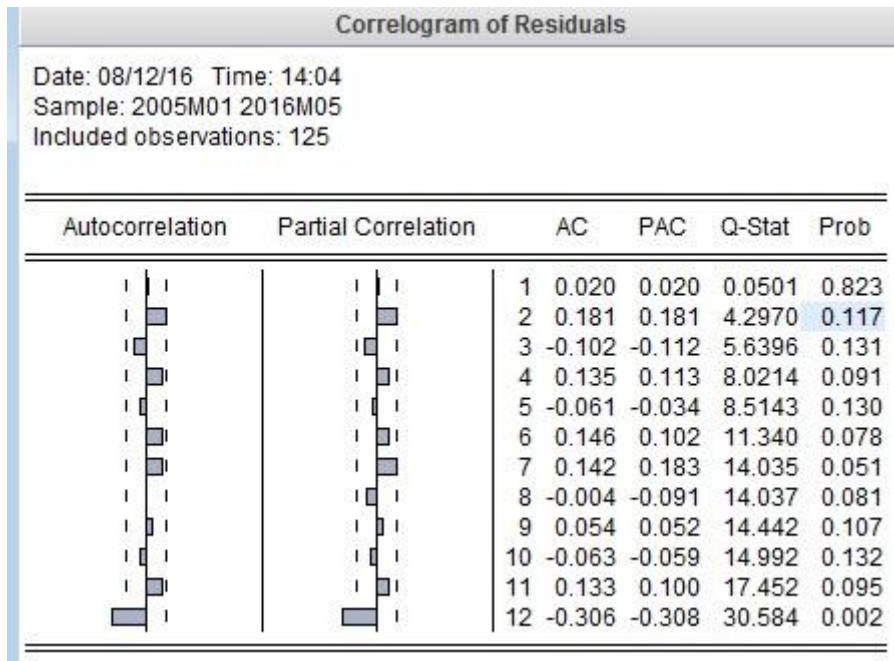 Correlogram of Residuals
Date: 08/12/16 Time: 14:04
Sample: 2005M01 2016M05
Included observations: 125
Autocorrelation Partial Correlation AC PAC Q-Stat Prob
1 0.020 0.020 0.0501 0.823
2 0.181 0.181 4.2970 0.117
3 -0.102 -0.112 5.6396 0.131
4 0.135 0.113 8.0214 0.091
5 -0.061 -0.034 8.5143 0.130
6 0.146 0.102 11.340 0.078
7 0.142 0.183 14.035 0.051
8 -0.004 -0.091 14.037 0.081
9 0.054 0.052 14.442 0.107
10 -0.063 -0.059 14.992 0.132
11 0.133 0.100 17.452 0.095
12 -0.306 -0.308 30.584 0.002